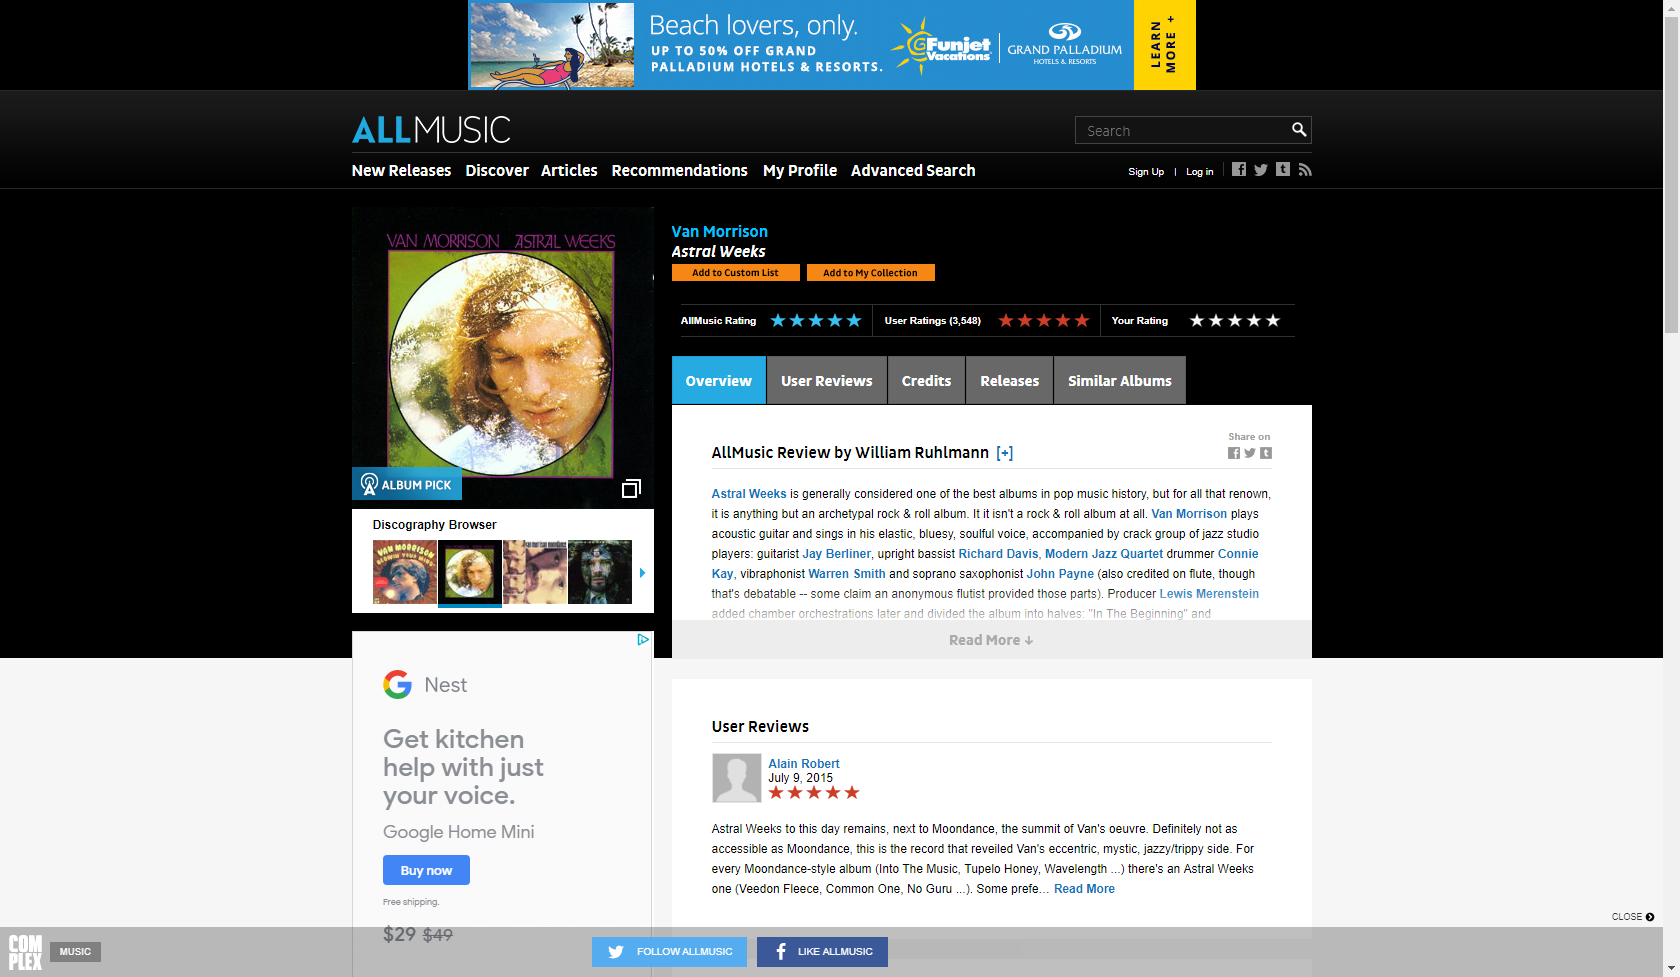 Beach lovers, only.
UP TO 50% OFF GRAND
PALLADIUM HOTELS & RESORTS.
Funjet
Vacations
GRAND PALLADIUM
HOTELS & RESORTS
LEARN
MORE +
ALLMUSIC
Search
New Releases Discover Articles Recommendations My Profile Advanced Search
Sign Up | Log in
VAN MORRISON ASTRAL WEEKS
ALBUM PICK
Van Morrison
Astral Weeks
Add to Custom List Add to My Collection
AllMusic Rating User Ratings (3,548) Your Rating
Overview User Reviews Credits Releases Similar Albums
Share on
AllMusic Review by William Ruhlmann [+]
Astral Weeks is generally considered one of the best albums in pop music history, but for all that renown,
it is anything but an archetypal rock & roll album. It it isn't a rock & roll album at all. Van Morrison plays
acoustic guitar and sings in his elastic, bluesy, soulful voice, accompanied by crack group of jazz studio
players: guitarist Jay Berliner, upright bassist Richard Davis, Modern Jazz Quartet drummer Connie
Kay, vibraphonist Warren Smith and soprano saxophonist John Payne (also credited on flute, though
that's debatable -- some claim an anonymous flutist provided those parts). Producer Lewis Merenstein
added chamber orchestrations later and divided the album into halves: "In The Beginning" and
Read More ↓
Discography Browser
VAN MORRISON
Nest
Get kitchen
help with just
your voice.
Google Home Mini
Buy now
Free shipping.
$29 $49
User Reviews
Alain Robert
July 9, 2015
Astral Weeks to this day remains, next to Moondance, the summit of Van's oeuvre. Definitely not as
accessible as Moondance, this is the record that reveiled Van's eccentric, mystic, jazzy/trippy side. For
every Moondance-style album (Into The Music, Tupelo Honey, Wavelength ...) there's an Astral Weeks
one (Veedon Fleece, Common One, No Guru ...). Some prefe... Read More
CLOSE
COM
PLEX
MUSIC
FOLLOW ALLMUSIC
LIKE ALLMUSIC